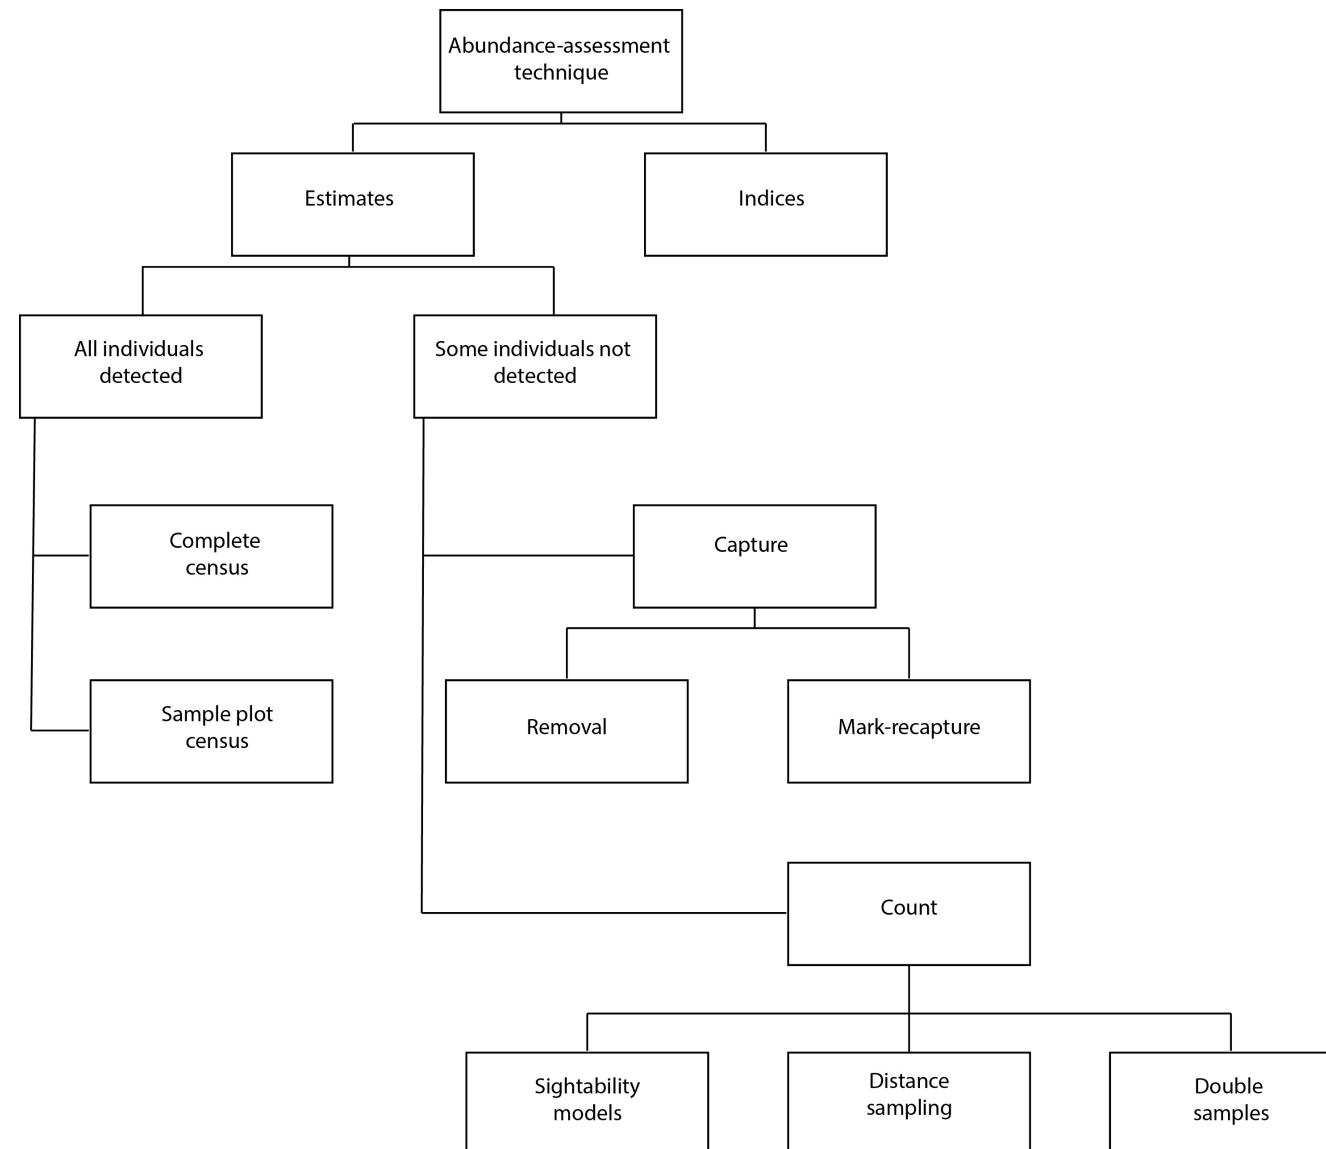 Abundance-assessment
technique
Estimates
Indices
All individuals
detected
Some individuals not
detected
Complete
census
Capture
Sample plot
census
Removal
Mark-recapture
Count
Sightability
models
Distance
sampling
Double
samples